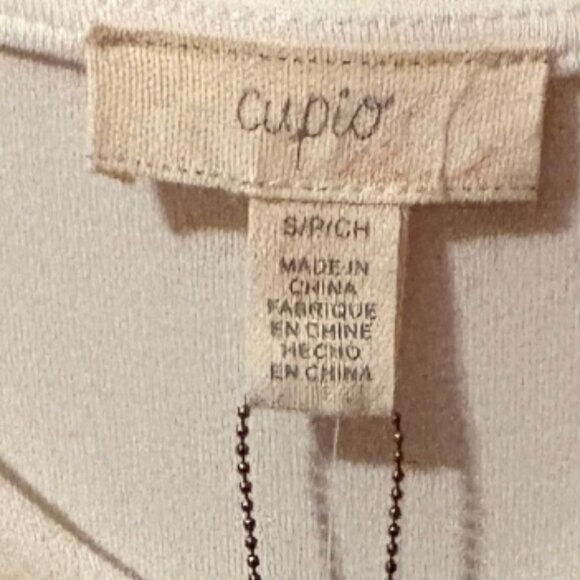 cupio
S/P/CH
MADE IN
CHINA
FABRIQUE
EN CHINE
HECHO
EN CHINA